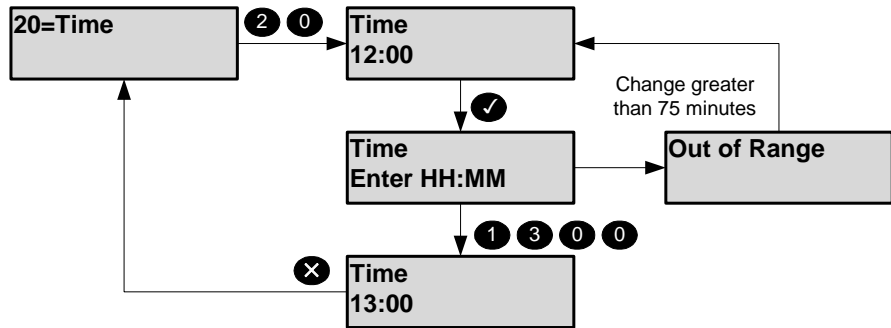 20=Time
2 0
Time
12:00
Change greater
than 75 minutes
✓
Time
Enter HH:MM
Out of Range
1 3 0 0
✕
Time
13:00